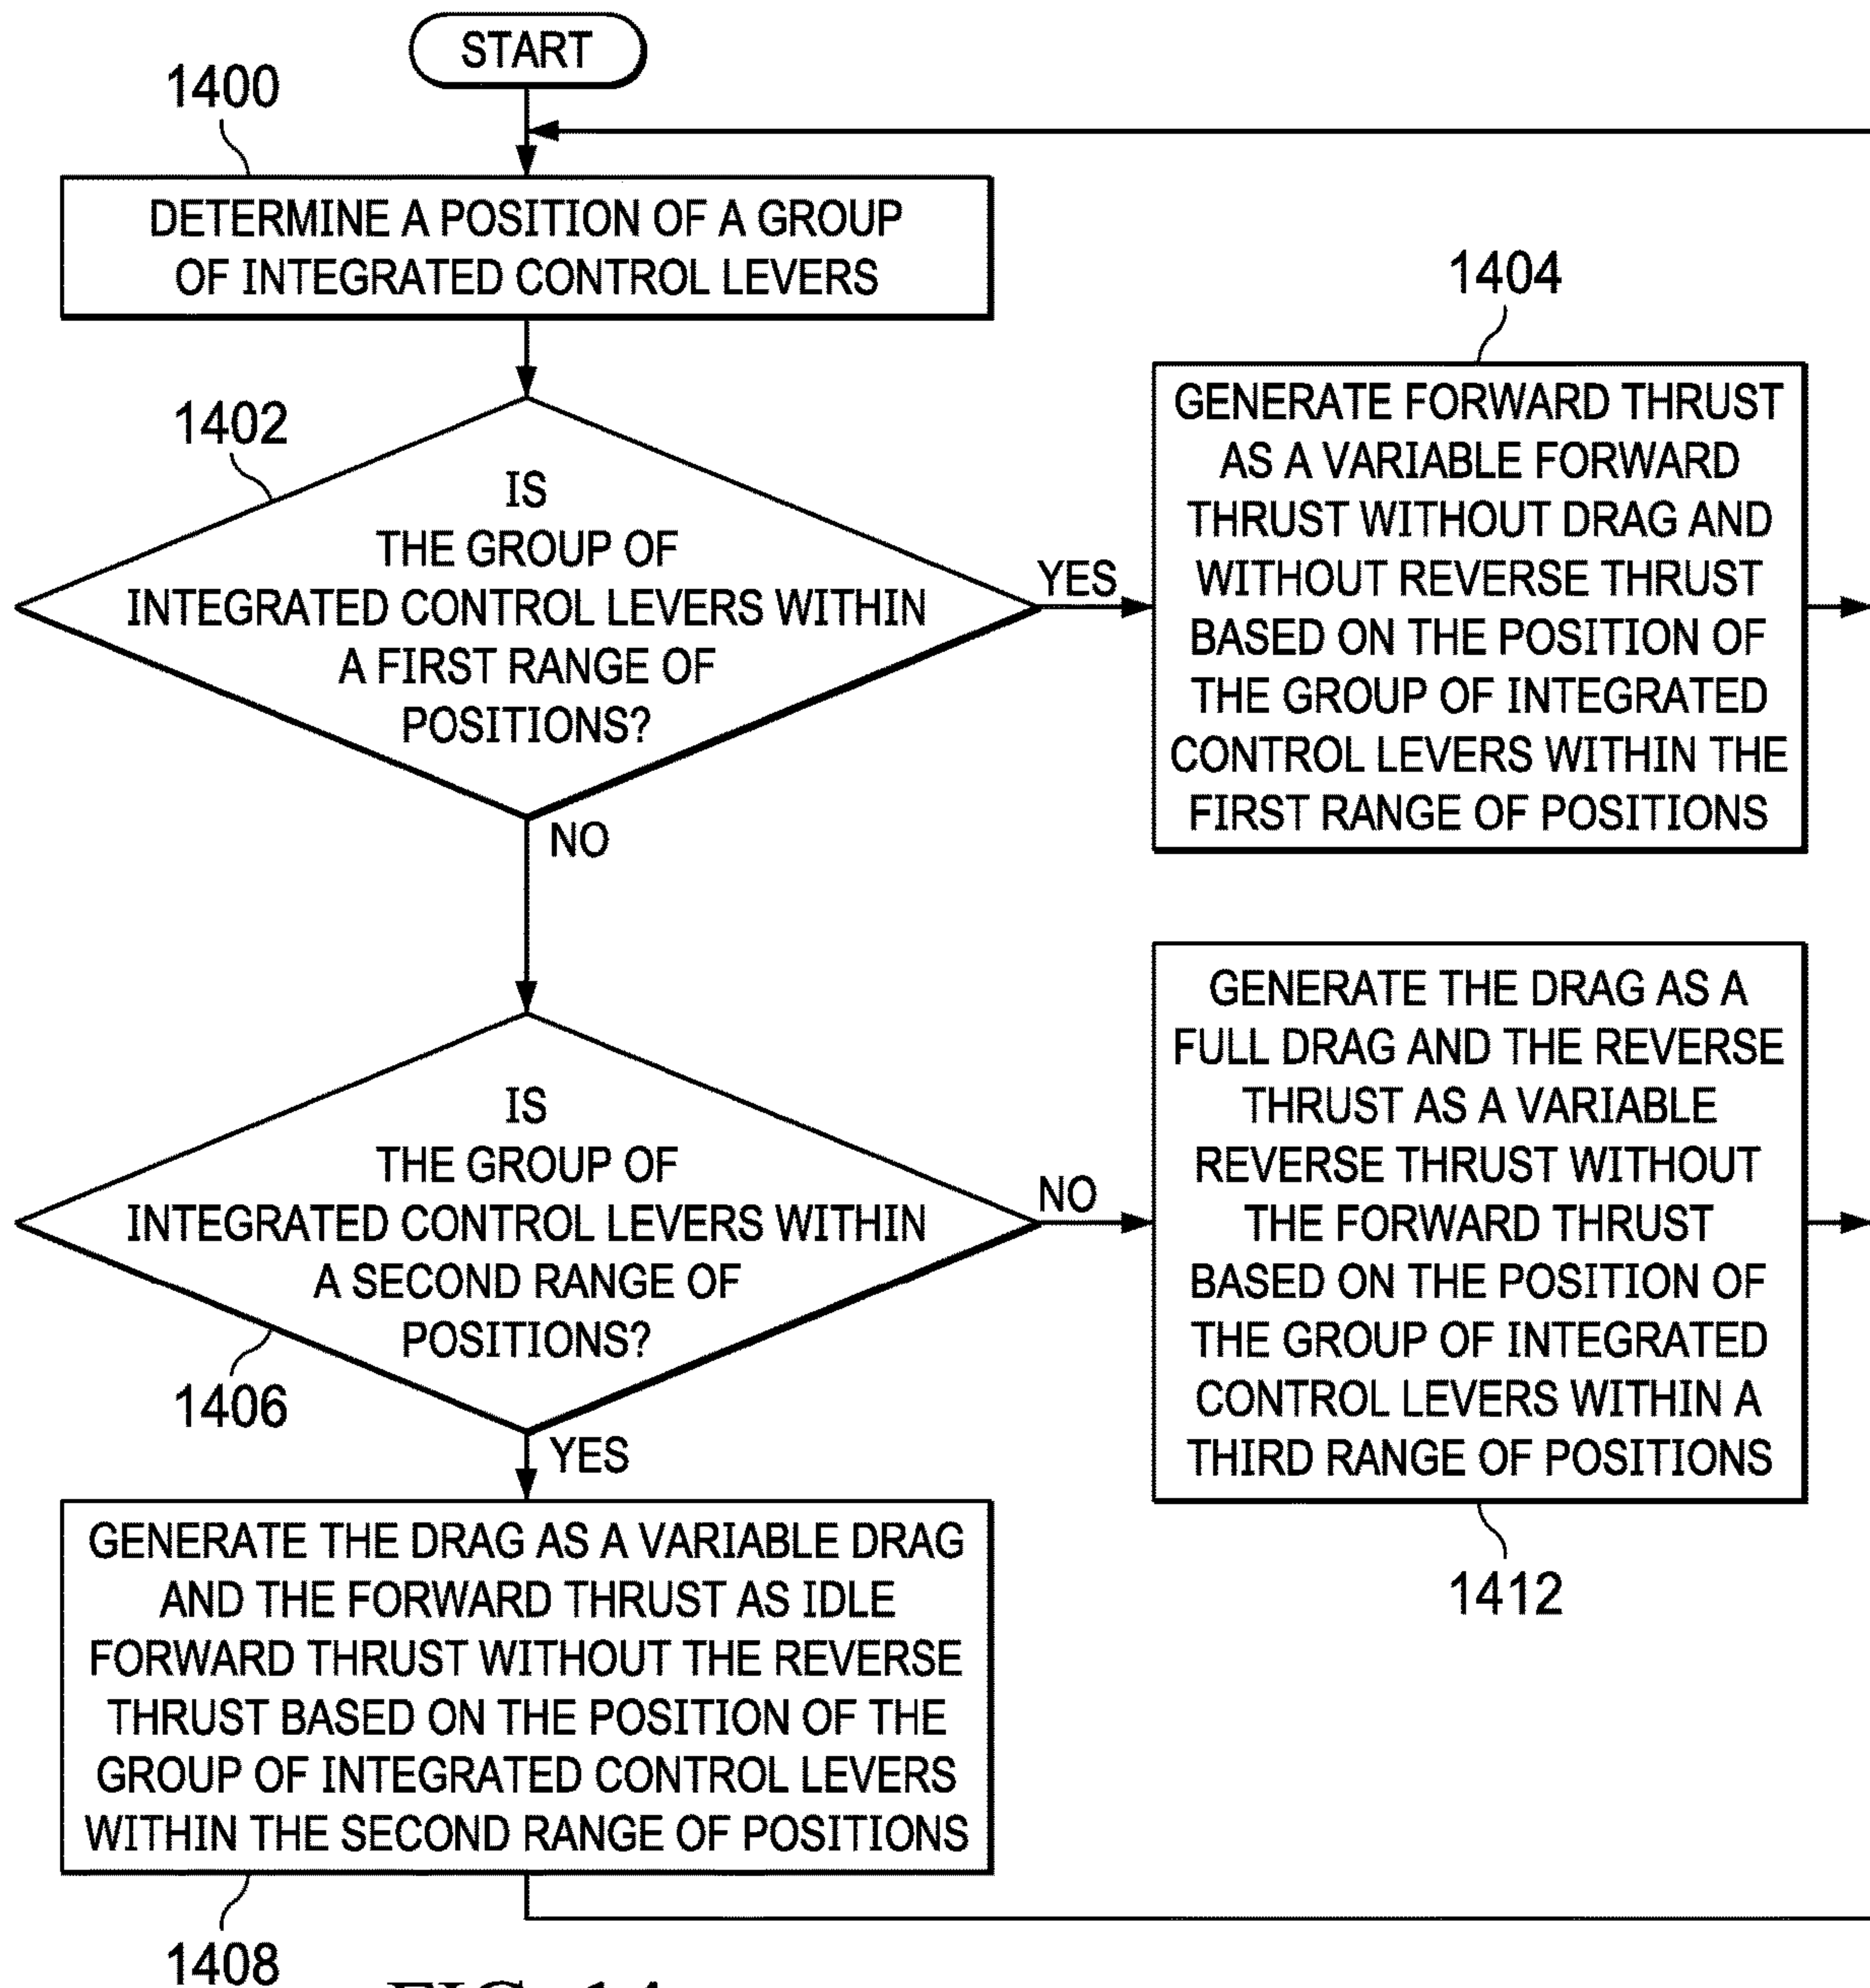 START
1400
DETERMINE A POSITION OF A GROUP
OF INTEGRATED CONTROL LEVERS
1402
IS
THE GROUP OF
INTEGRATED CONTROL LEVERS WITHIN
A FIRST RANGE OF
POSITIONS?
YES
NO
1404
GENERATE FORWARD THRUST
AS A VARIABLE FORWARD
THRUST WITHOUT DRAG AND
WITHOUT REVERSE THRUST
BASED ON THE POSITION OF
THE GROUP OF INTEGRATED
CONTROL LEVERS WITHIN THE
FIRST RANGE OF POSITIONS
IS
THE GROUP OF
INTEGRATED CONTROL LEVERS WITHIN
A SECOND RANGE OF
POSITIONS?
1406
NO
YES
GENERATE THE DRAG AS A
FULL DRAG AND THE REVERSE
THRUST AS A VARIABLE
REVERSE THRUST WITHOUT
THE FORWARD THRUST
BASED ON THE POSITION OF
THE GROUP OF INTEGRATED
CONTROL LEVERS WITHIN A
THIRD RANGE OF POSITIONS
1412
GENERATE THE DRAG AS A VARIABLE DRAG
AND THE FORWARD THRUST AS IDLE
FORWARD THRUST WITHOUT THE REVERSE
THRUST BASED ON THE POSITION OF THE
GROUP OF INTEGRATED CONTROL LEVERS
WITHIN THE SECOND RANGE OF POSITIONS
1408